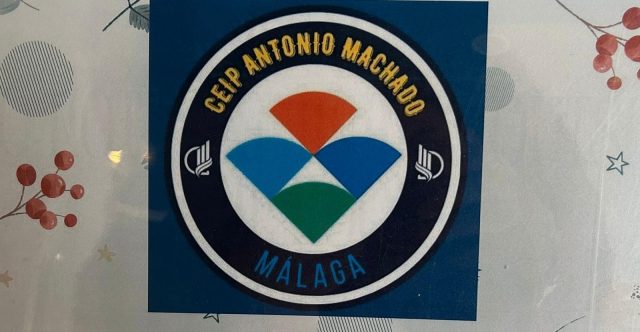 CEIP ANTONIO MACHADO
MÁLAGA